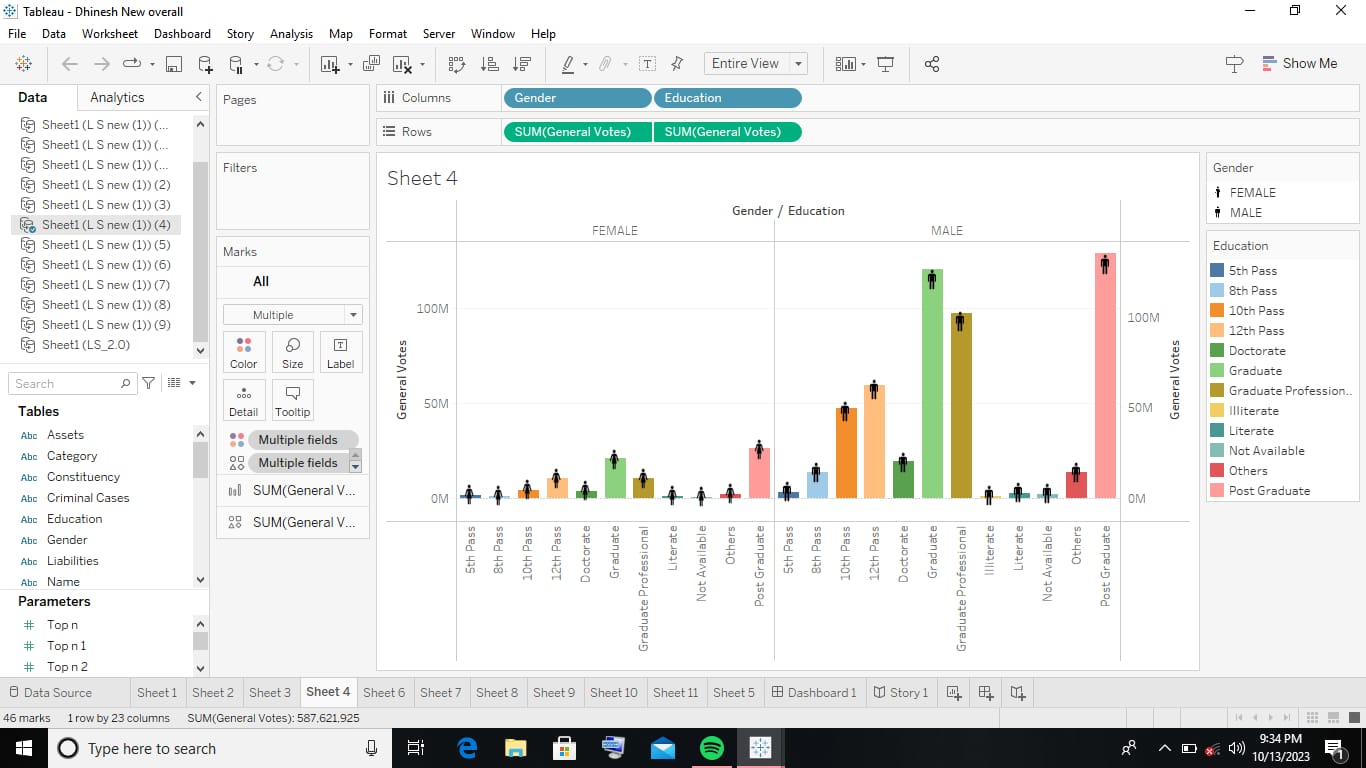 Tableau - Dhinesh New overall
File Data Worksheet Dashboard Story Analysis Map Format Server Window Help
Entire View
Show Me
Data Analytics
Sheet1 (L S new (1)) (...
Sheet1 (L S new (1)) (...
Sheet1 (L S new (1)) (...
Sheet1 (L S new (1)) (2)
Sheet1 (L S new (1)) (3)
Sheet1 (L S new (1)) (4)
Sheet1 (L S new (1)) (5)
Sheet1 (L S new (1)) (6)
Sheet1 (L S new (1)) (7)
Sheet1 (L S new (1)) (8)
Sheet1 (L S new (1)) (9)
Sheet1 (LS_2.0)
Search
Tables
Abc Assets
Abc Category
Abc Constituency
Abc Criminal Cases
Abc Education
Abc Gender
Abc Liabilities
Abc Name
Parameters
# Top n
# Top n 1
# Top n 2
Pages
Filters
Marks
All
Multiple
Color Size Label
T
Detail Tooltip
Multiple fields
Multiple fields
SUM(General V...
SUM(General V...
Columns Gender Education
Rows SUM(General Votes) SUM(General Votes)
Sheet 4
Gender / Education
FEMALE MALE
General Votes
100M
50M
0M
5th Pass
8th Pass
10th Pass
12th Pass
Doctorate
Graduate
Graduate Professional
Literate
Not Available
Others
Post Graduate
5th Pass
8th Pass
10th Pass
12th Pass
Doctorate
Graduate
Graduate Professional
Illiterate
Literate
Not Available
Others
Post Graduate
100M
50M
0M
General Votes
Gender
FEMALE
MALE
Education
5th Pass
8th Pass
10th Pass
12th Pass
Doctorate
Graduate
Graduate Profession..
Illiterate
Literate
Not Available
Others
Post Graduate
Data Source Sheet 1 Sheet 2 Sheet 3 Sheet 4 Sheet 6 Sheet 7 Sheet 8 Sheet 9 Sheet 10 Sheet 11 Sheet 5 Dashboard 1 Story 1
46 marks 1 row by 23 columns SUM(General Votes): 587,621,925
Type here to search
9:34 PM
10/13/2023
1